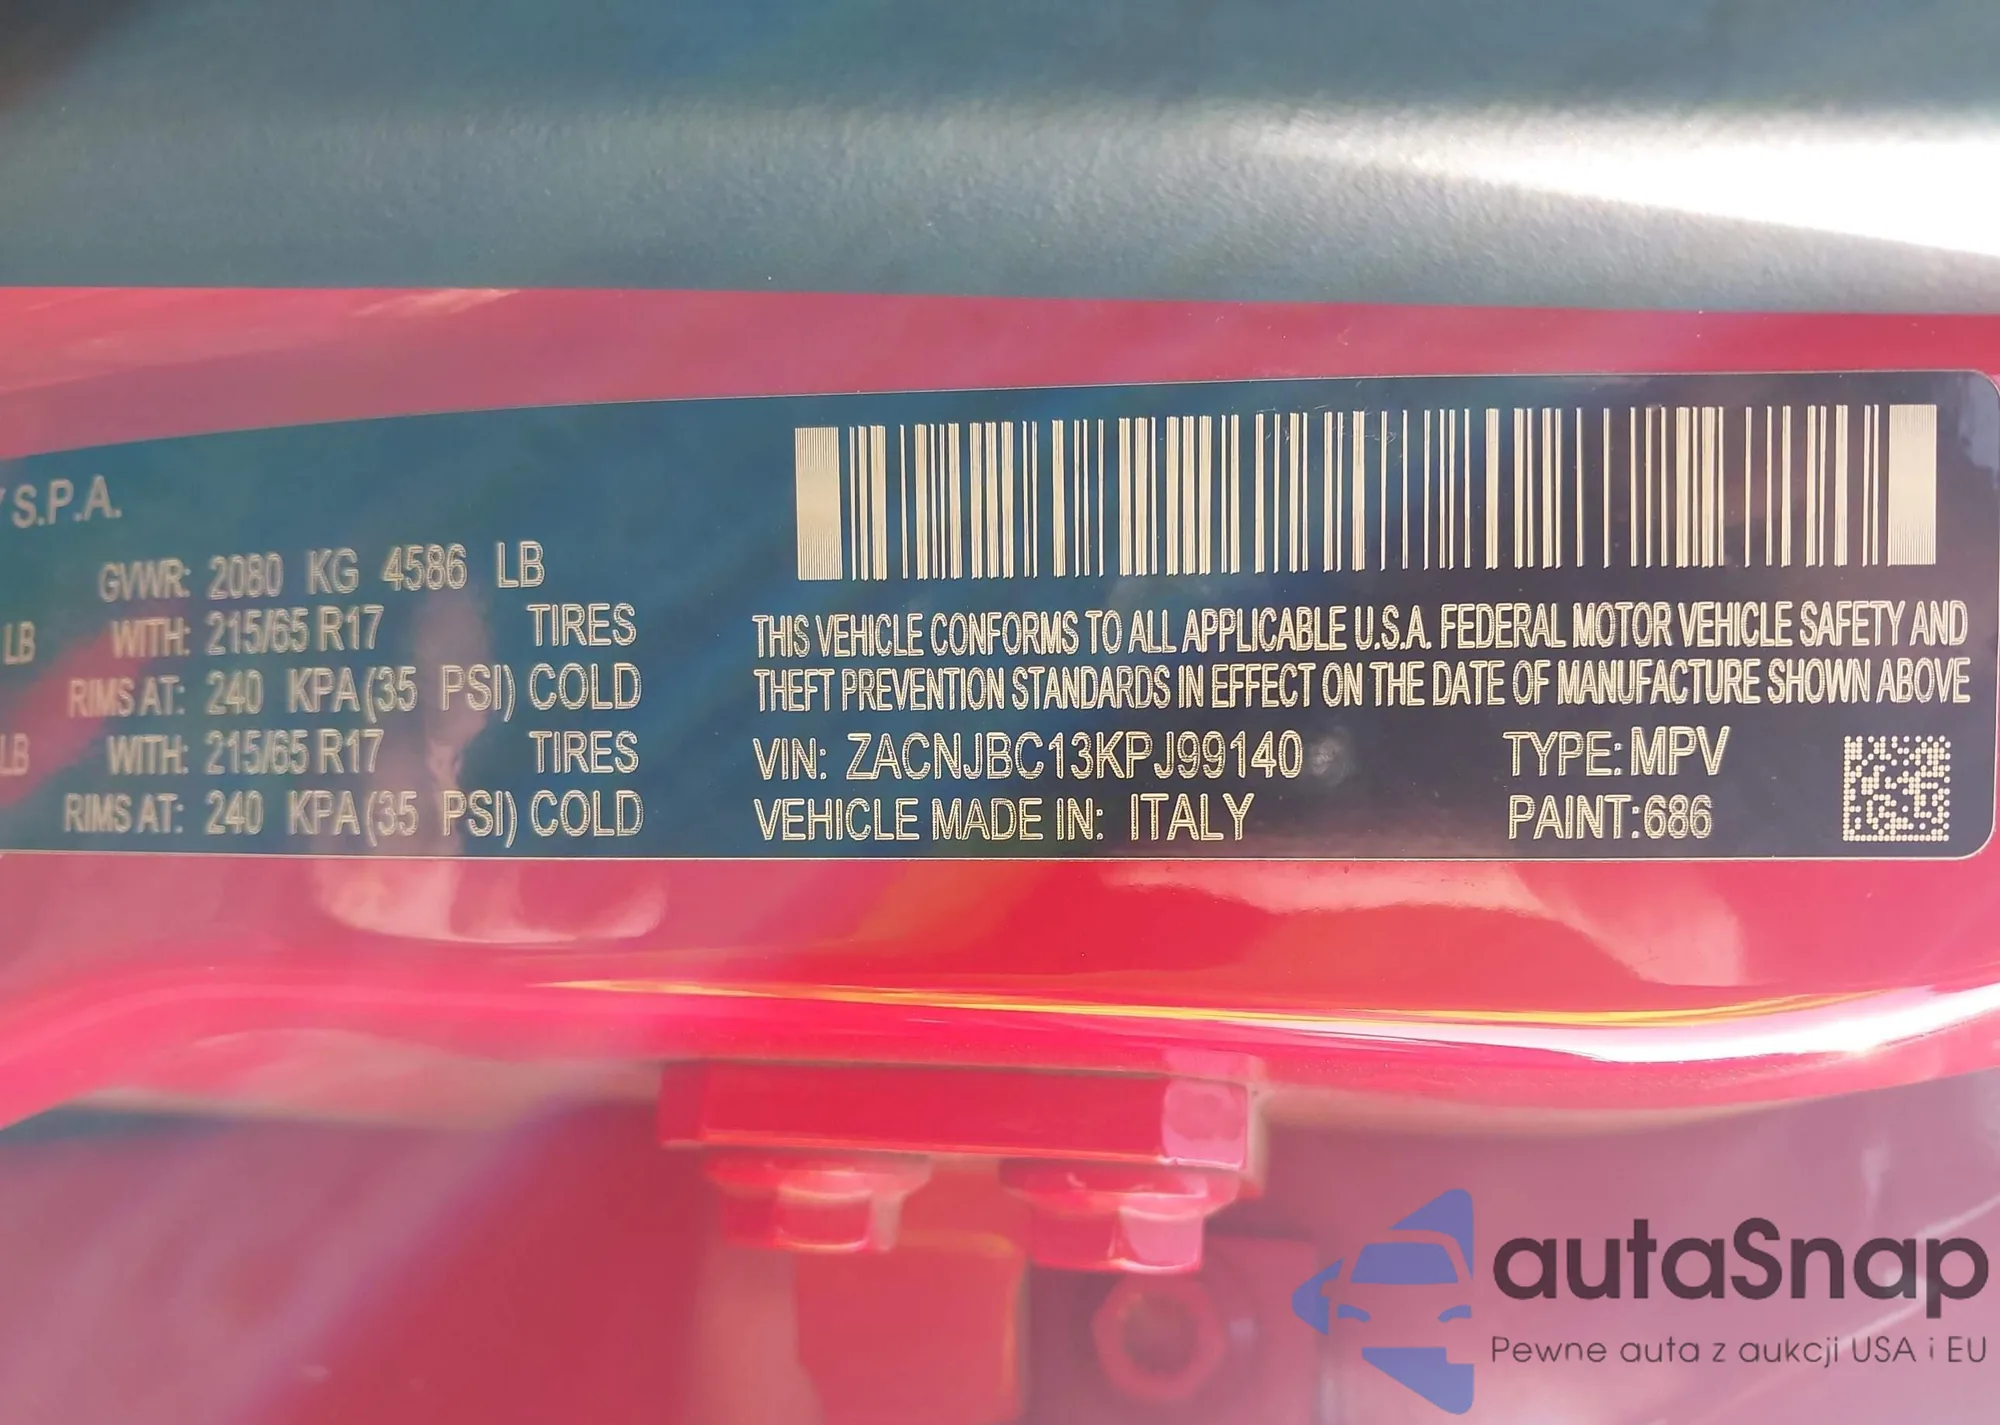 S.P.A.
GVWR: 2080 KG 4586 LB
LB WITH: 215/65 R17 TIRES
RIMS AT: 240 KPA (35 PSI) COLD
LB WITH: 215/65 R17 TIRES
RIMS AT: 240 KPA (35 PSI) COLD
THIS VEHICLE CONFORMS TO ALL APPLICABLE U.S.A. FEDERAL MOTOR VEHICLE SAFETY AND
THEFT PREVENTION STANDARDS IN EFFECT ON THE DATE OF MANUFACTURE SHOWN ABOVE
VIN: ZACNJBC13KPJ99140 TYPE: MPV
VEHICLE MADE IN: ITALY PAINT: 686
autaSnap
Pewne auta z aukcji USA i EU